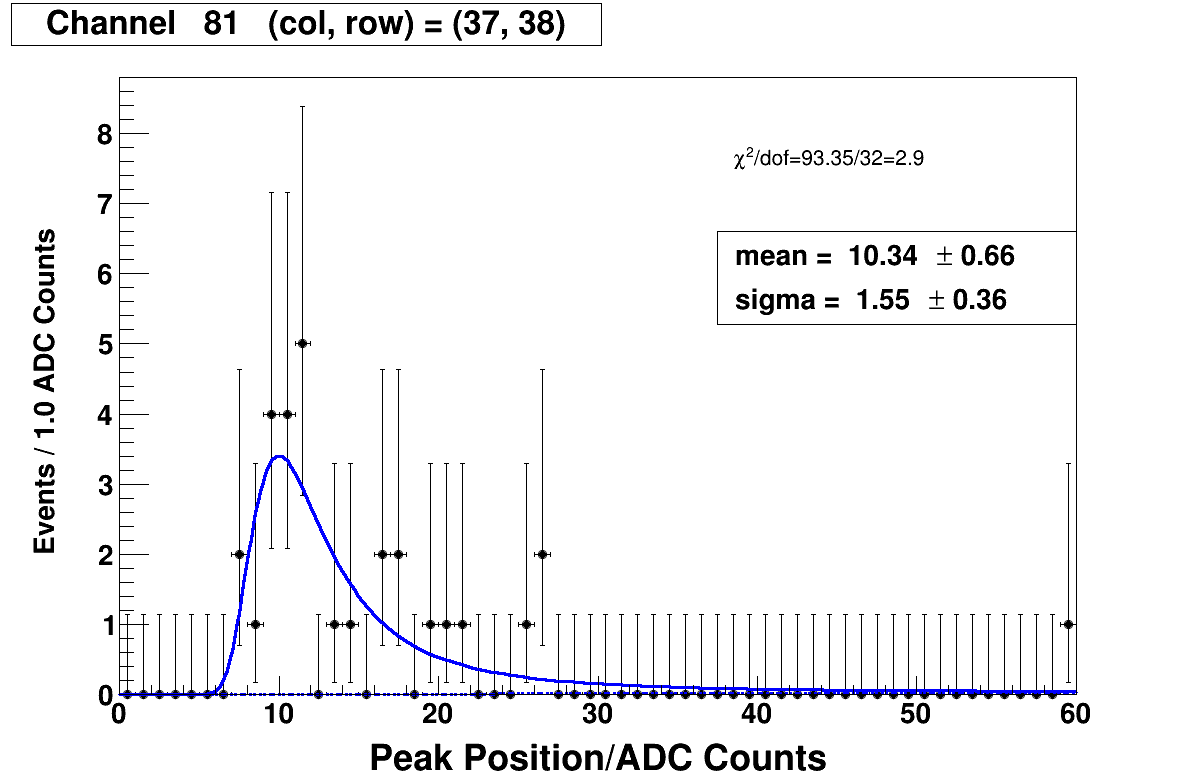 Channel 81 (col, row) = (37, 38)
χ²/dof=93.35/32=2.9
mean = 10.34 ± 0.66
sigma = 1.55 ± 0.36
Events / 1.0 ADC Counts
8
7
6
5
4
3
2
1
0
0 10 20 30 40 50 60
Peak Position/ADC Counts